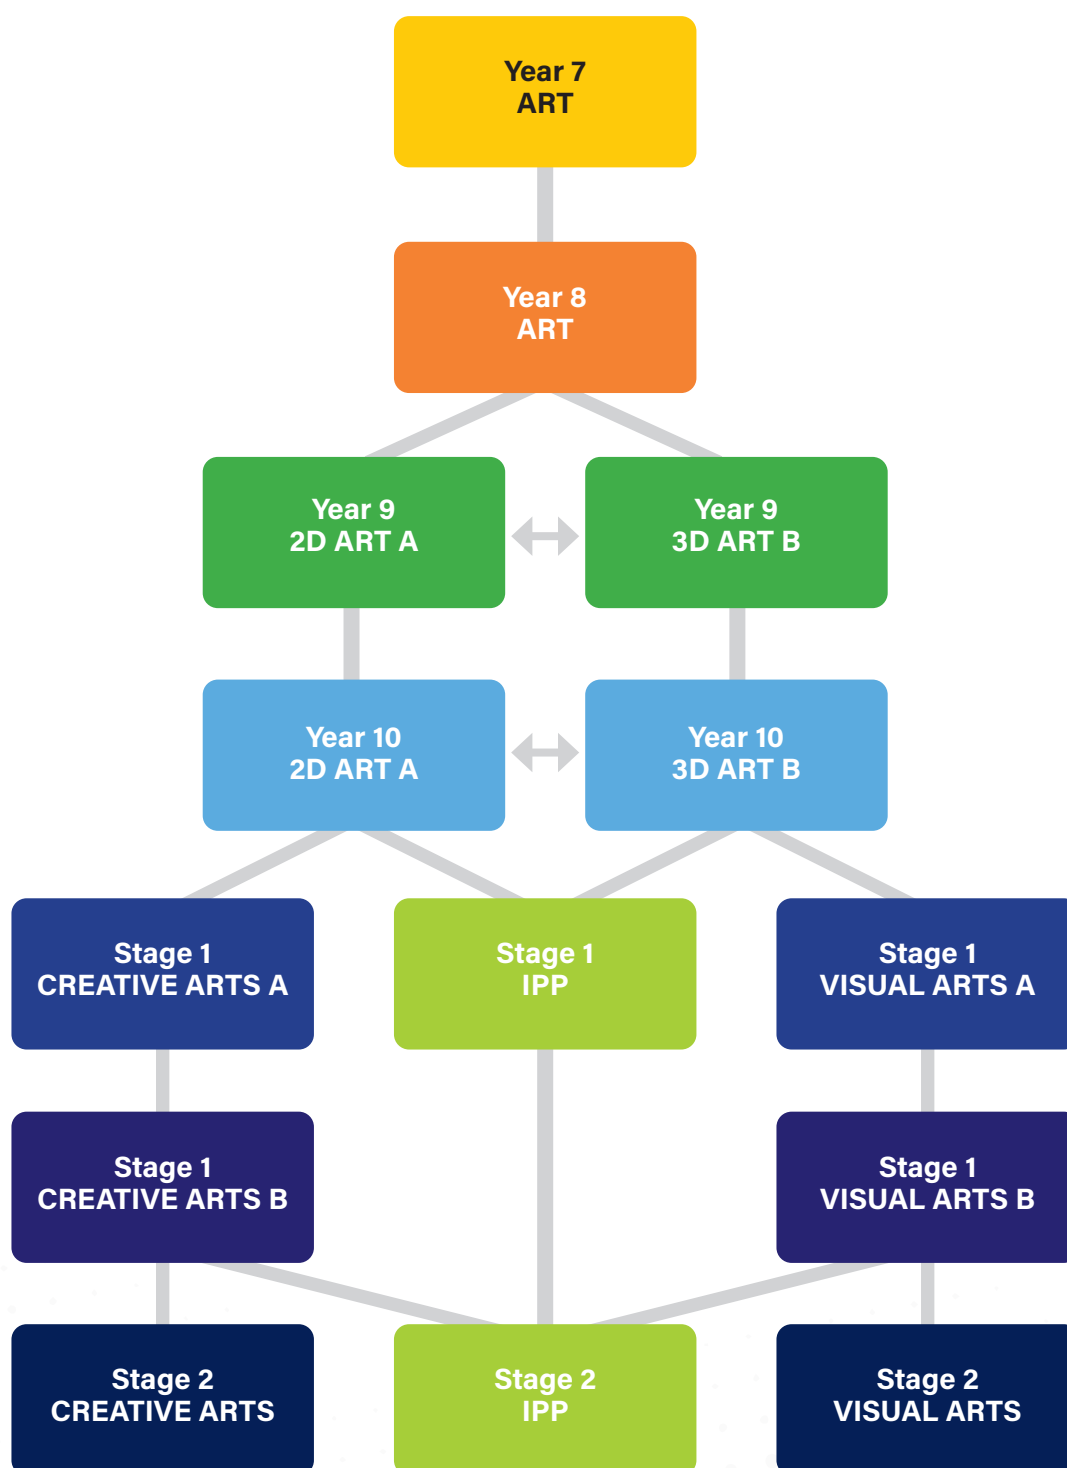 Year 7
ART
Year 8
ART
Year 9
2D ART A
Year 9
3D ART B
Year 10
2D ART A
Year 10
3D ART B
Stage 1
CREATIVE ARTS A
Stage 1
IPP
Stage 1
VISUAL ARTS A
Stage 1
CREATIVE ARTS B
Stage 1
VISUAL ARTS B
Stage 2
CREATIVE ARTS
Stage 2
IPP
Stage 2
VISUAL ARTS